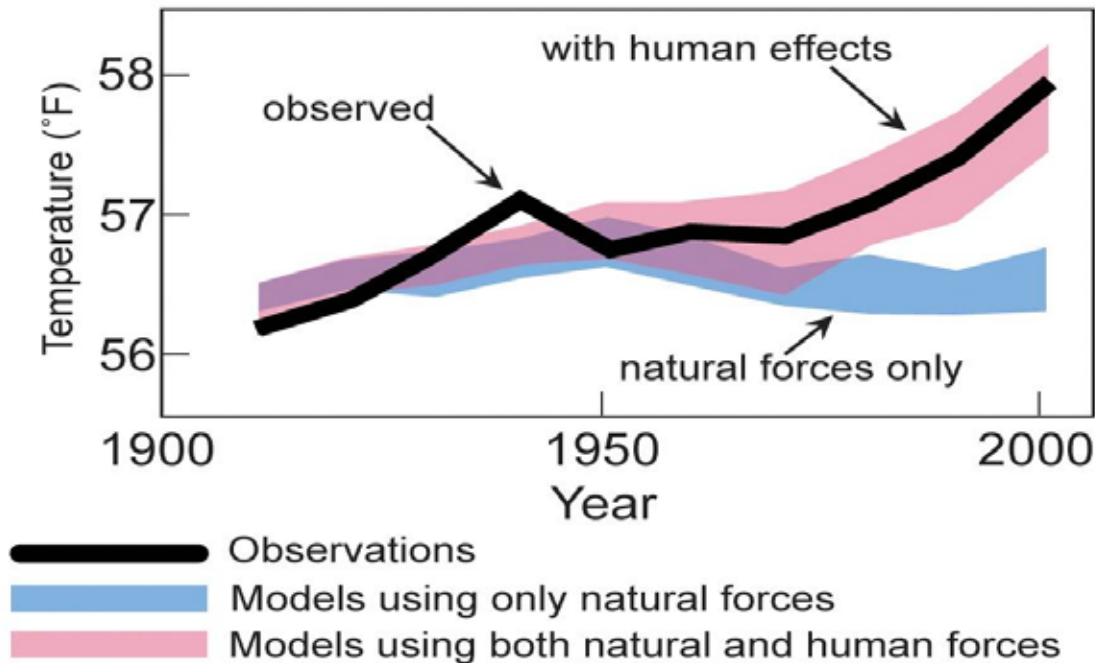 with human effects
58
observed
57
Temperature (˚F)
56
natural forces only
1900 1950 2000
Year
Observations
Models using only natural forces
Models using both natural and human forces